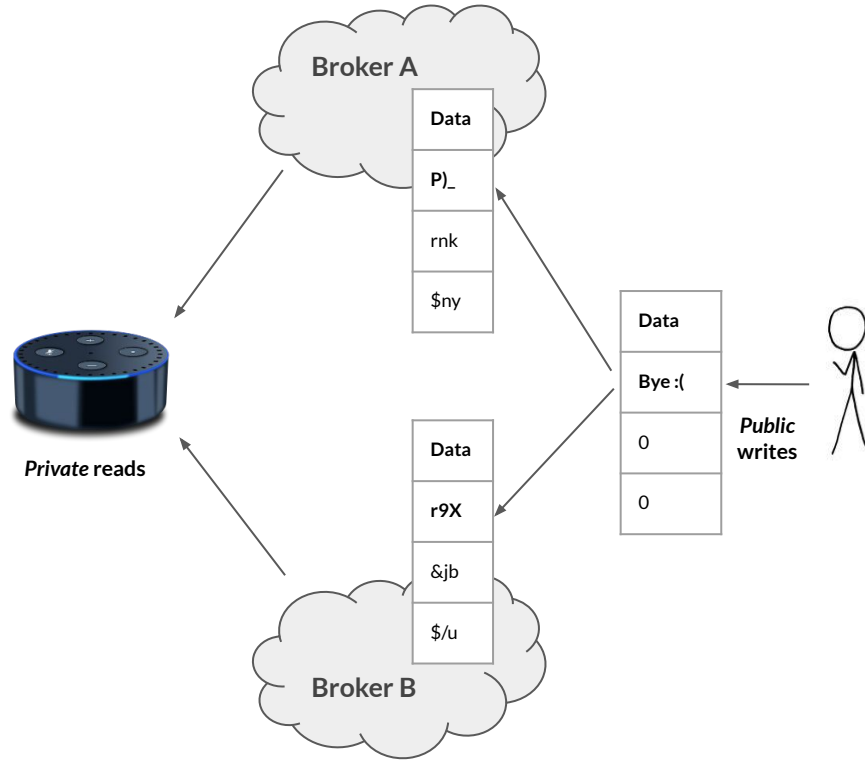 Broker A
Data
P)_
rnk
$ny
Data
Bye :(
0
0
Public
writes
Private reads
Data
r9X
&jb
$/u
Broker B